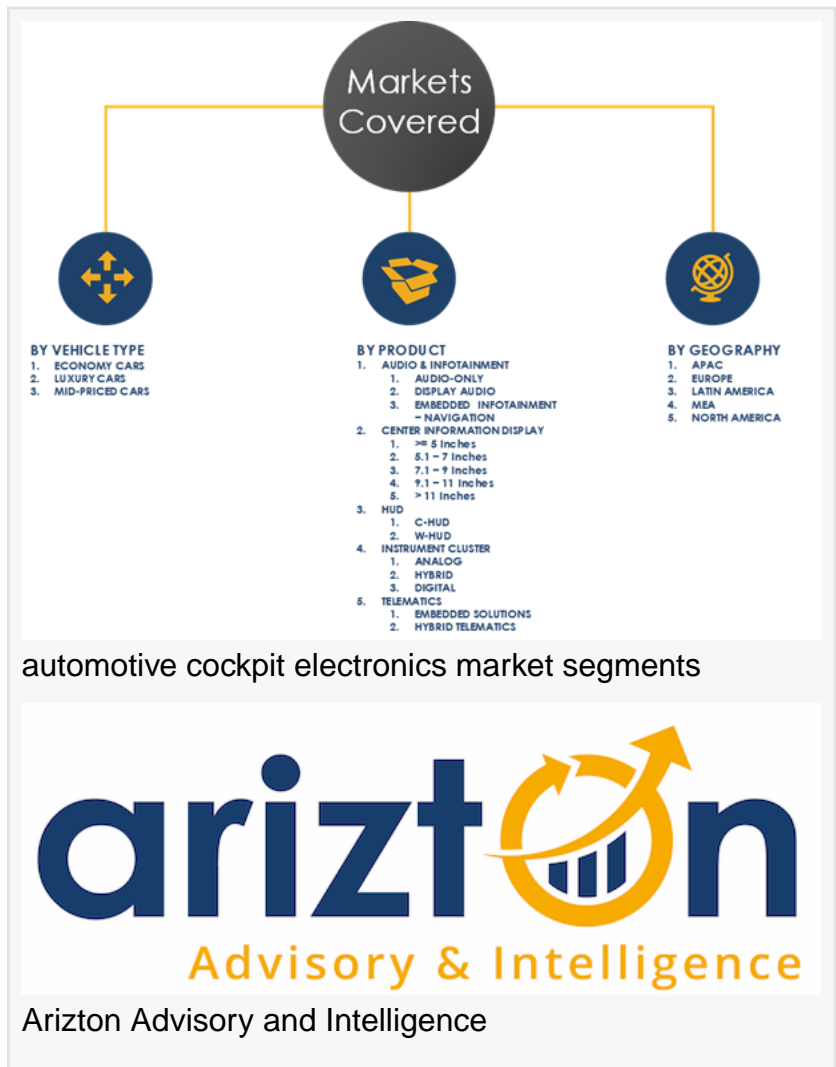 Markets
Covered
BY VEHICLE TYPE
1. ECONOMY CARS
2. LUXURY CARS
3. MID-PRICED CARS
BY PRODUCT
1. AUDIO & INFOTAINMENT
1. AUDIO-ONLY
2. DISPLAY AUDIO
3. EMBEDDED INFOTAINMENT
– NAVIGATION
2. CENTER INFORMATION DISPLAY
1. >= 5 Inches
2. 5.1 – 7 Inches
3. 7.1 – 9 Inches
4. 9.1 – 11 Inches
5. > 11 Inches
3. HUD
1. C-HUD
2. W-HUD
4. INSTRUMENT CLUSTER
1. ANALOG
2. HYBRID
3. DIGITAL
5. TELEMATICS
1. EMBEDDED SOLUTIONS
2. HYBRID TELEMATICS
BY GEOGRAPHY
1. APAC
2. EUROPE
3. LATIN AMERICA
4. MEA
5. NORTH AMERICA
automotive cockpit electronics market segments
arizton
Advisory & Intelligence
Arizton Advisory and Intelligence